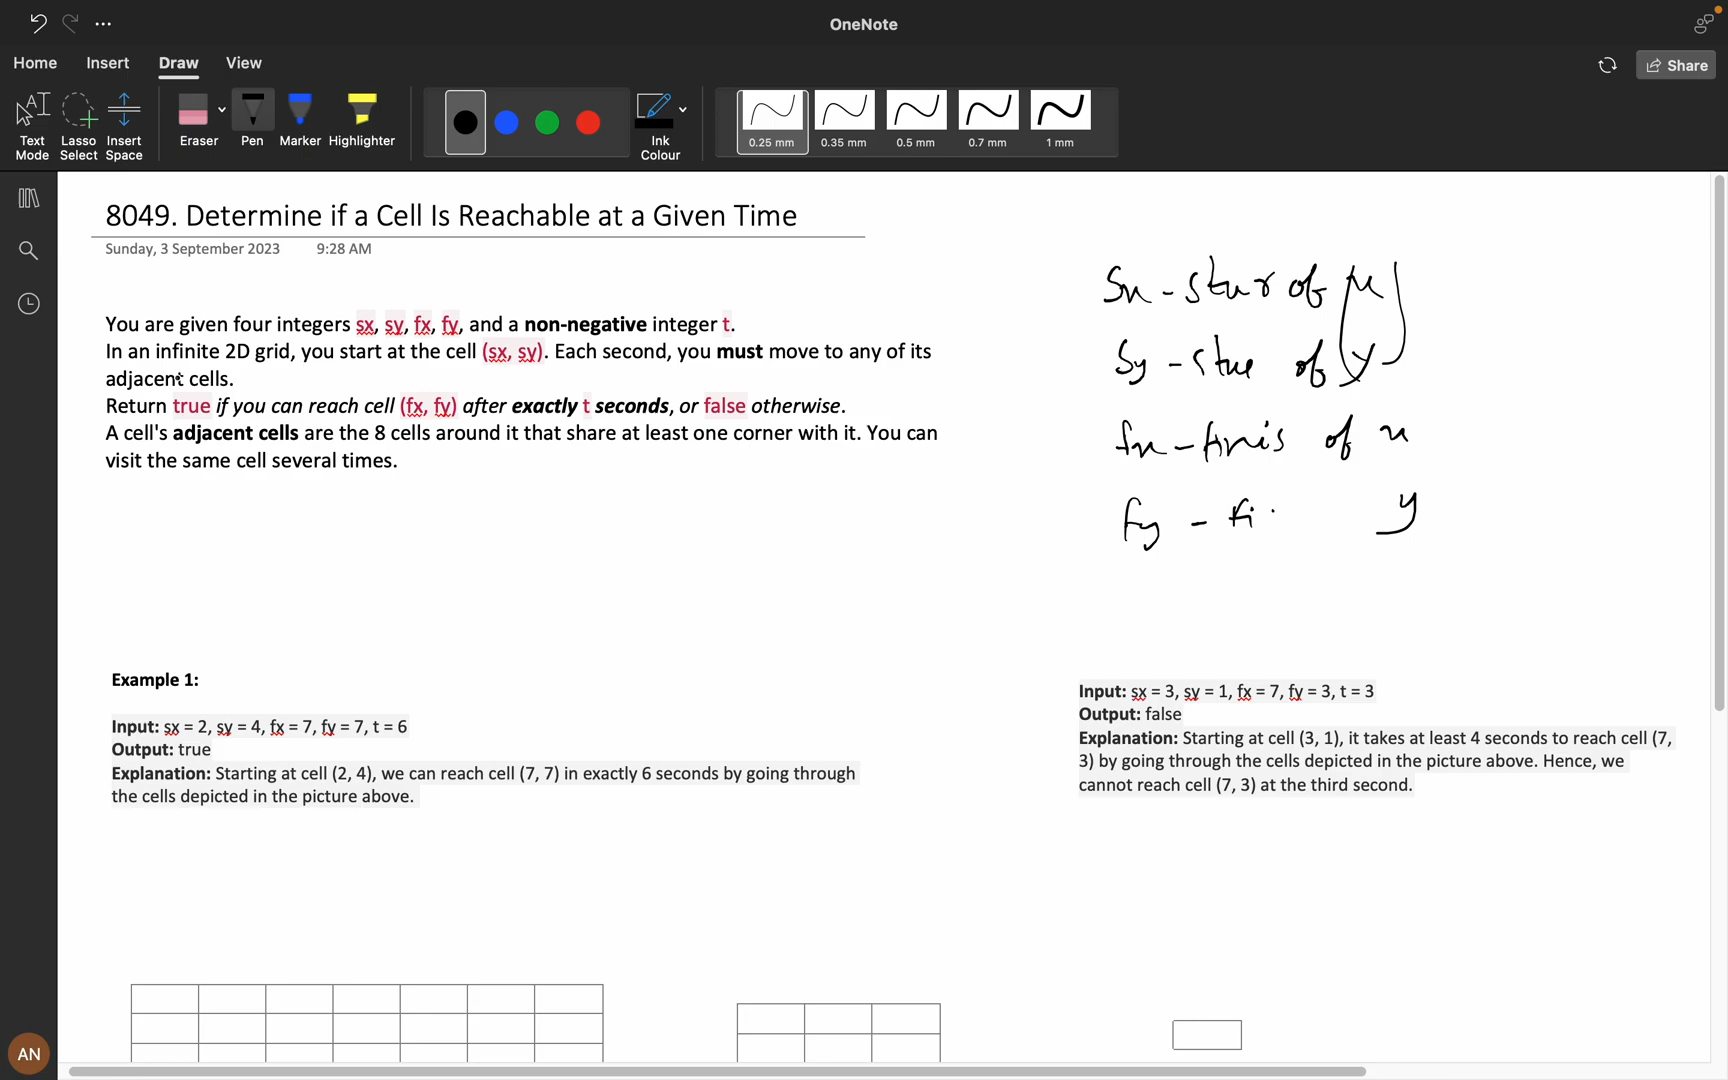 OneNote
Home Insert Draw View
Share
Text Mode
Lasso Select
Insert Space
Eraser
Pen
Marker
Highlighter
Ink Colour
0.25 mm
0.35 mm
0.5 mm
0.7 mm
1 mm
8049. Determine if a Cell Is Reachable at a Given Time
Sunday, 3 September 2023 9:28 AM
You are given four integers sx, sy, fx, fy, and a non-negative integer t.
In an infinite 2D grid, you start at the cell (sx, sy). Each second, you must move to any of its
adjacent cells.
Return true if you can reach cell (fx, fy) after exactly t seconds, or false otherwise.
A cell's adjacent cells are the 8 cells around it that share at least one corner with it. You can
visit the same cell several times.
Sx - of x
Sy - of y
fx - of x
fy - fi y
Example 1:
Input: sx = 2, sy = 4, fx = 7, fy = 7, t = 6
Output: true
Explanation: Starting at cell (2, 4), we can reach cell (7, 7) in exactly 6 seconds by going through
the cells depicted in the picture above.
Input: sx = 3, sy = 1, fx = 7, fy = 3, t = 3
Output: false
Explanation: Starting at cell (3, 1), it takes at least 4 seconds to reach cell (7,
3) by going through the cells depicted in the picture above. Hence, we
cannot reach cell (7, 3) at the third second.
AN